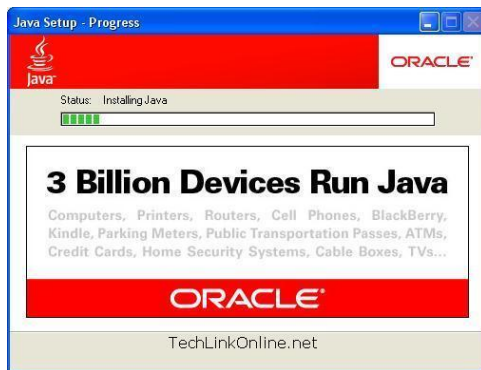 Java Setup - Progress
Java
ORACLE
Status: Installing Java
3 Billion Devices Run Java
Computers, Printers, Routers, Cell Phones, BlackBerry,
Kindle, Parking Meters, Public Transportation Passes, ATMs,
Credit Cards, Home Security Systems, Cable Boxes, TVs...
ORACLE
TechLinkOnline.net